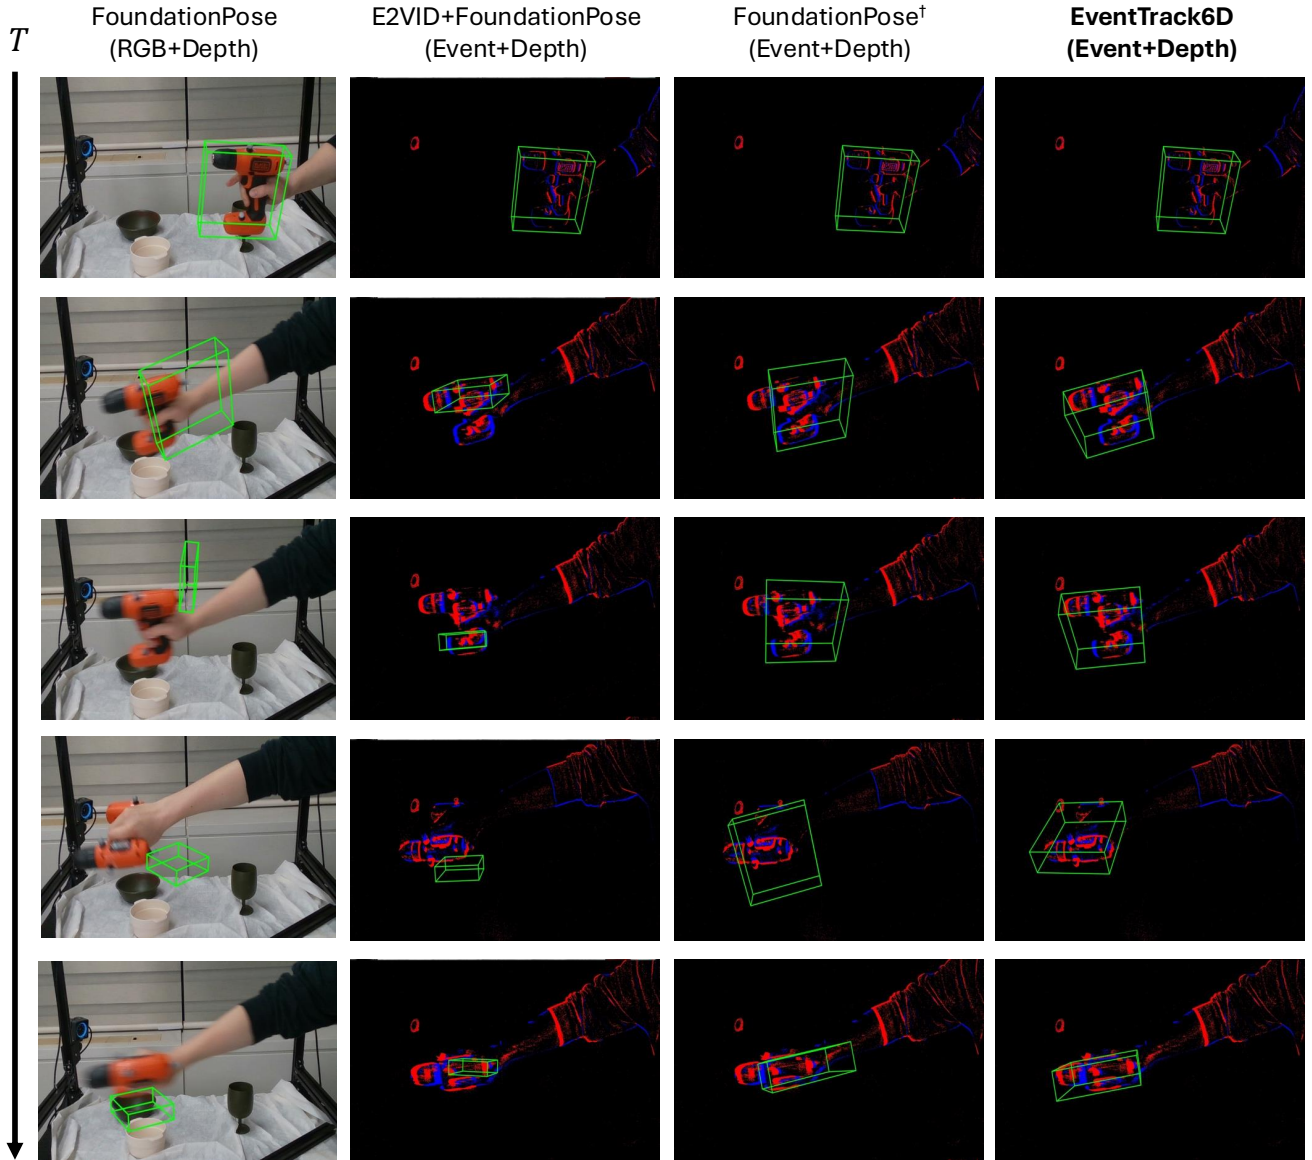 FoundationPose
(RGB+Depth)
E2VID+FoundationPose
(Event+Depth)
FoundationPose†
(Event+Depth)
EventTrack6D
(Event+Depth)
T